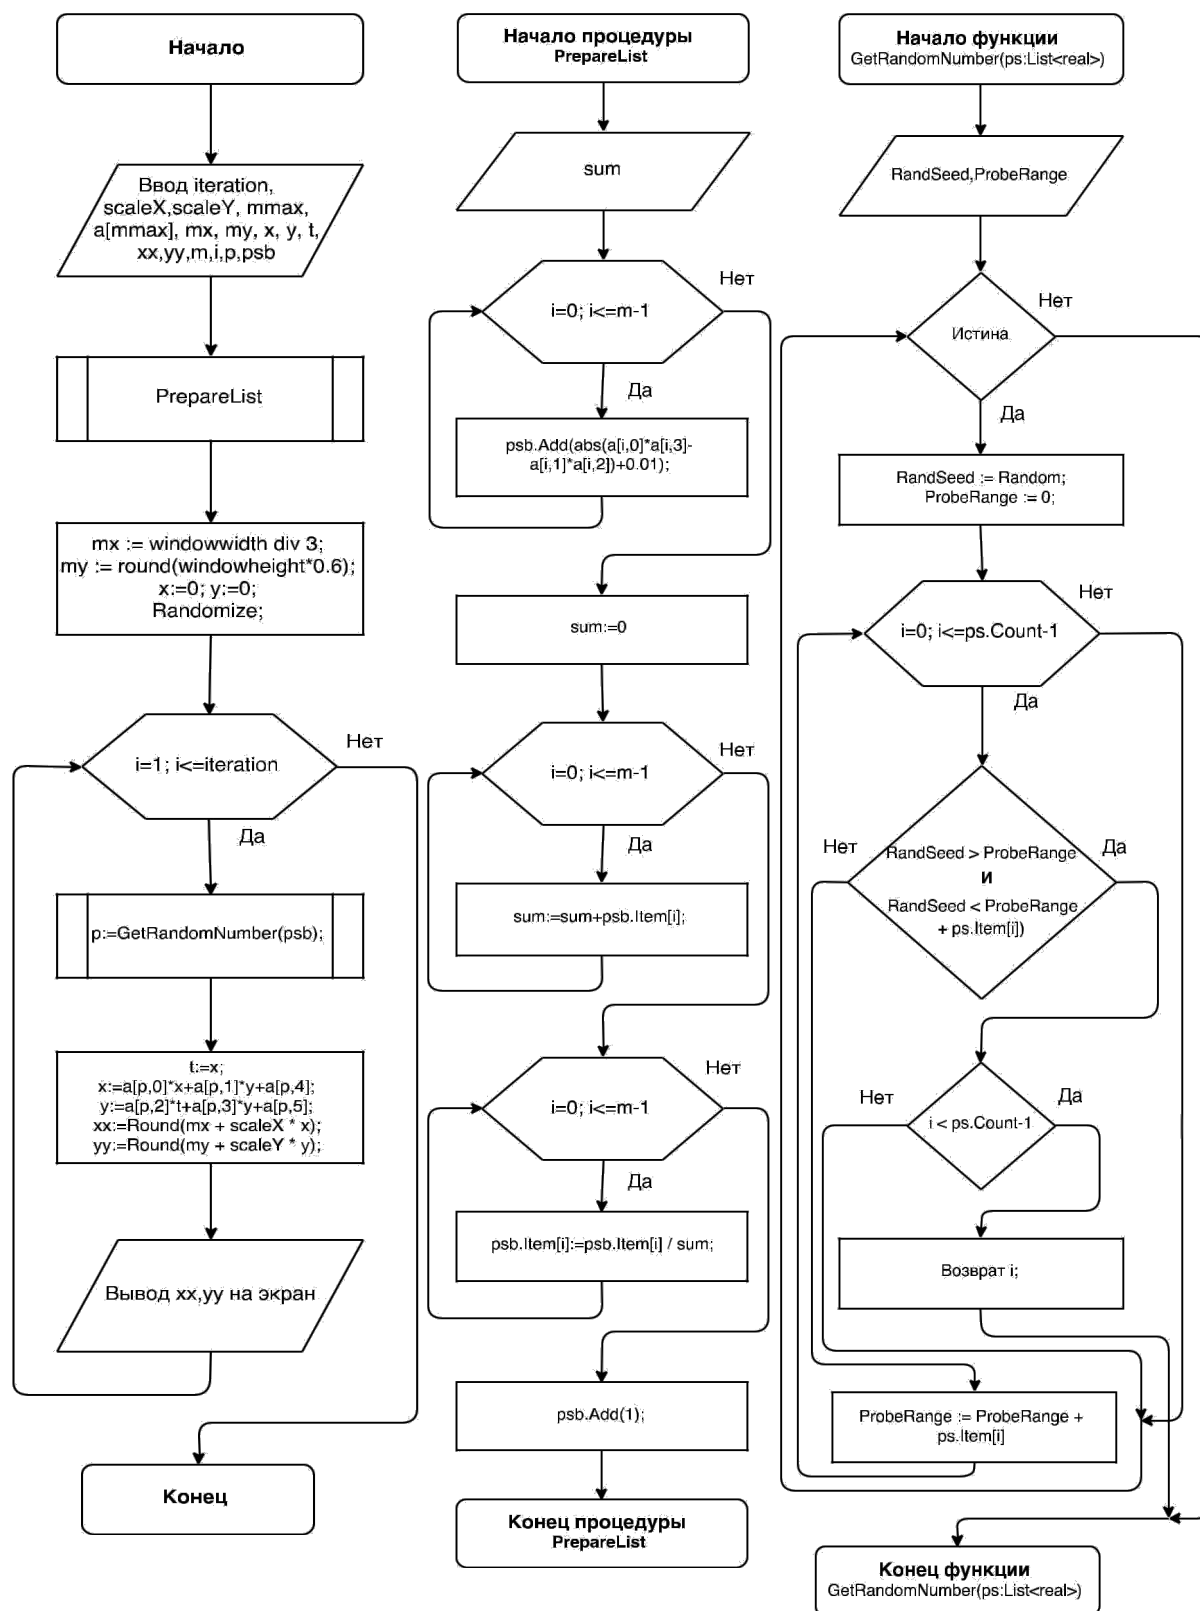 Начало
Ввод iteration,
scaleX,scaleY, mmax,
a[mmax], mx, my, x, y, t,
xx,yy,m,i,p,psb
PrepareList
mx := windowwidth div 3;
my := round(windowheight*0.6);
x:=0; y:=0;
Randomize;
i=1; i<=iteration
Нет
Да
p:=GetRandomNumber(psb);
t:=x;
x:=a[p,0]*x+a[p,1]*y+a[p,4];
y:=a[p,2]*t+a[p,3]*y+a[p,5];
xx:=Round(mx + scaleX * x);
yy:=Round(my + scaleY * y);
Вывод xx,yy на экран
Конец
Начало процедуры
PrepareList
sum
i=0; i<=m-1
Нет
Да
psb.Add(abs(a[i,0]*a[i,3]-
a[i,1]*a[i,2])+0.01);
sum:=0
i=0; i<=m-1
Нет
Да
sum:=sum+psb.Item[i];
i=0; i<=m-1
Нет
Да
psb.Item[i]:=psb.Item[i] / sum;
psb.Add(1);
Конец процедуры
PrepareList
Начало функции
GetRandomNumber(ps:List<real>)
RandSeed,ProbeRange
Истина
Нет
Да
RandSeed := Random;
ProbeRange := 0;
i=0; i<=ps.Count-1
Нет
Да
RandSeed > ProbeRange
И
RandSeed < ProbeRange
+ ps.Item[i])
Нет
Да
i < ps.Count-1
Нет
Да
Возврат i;
ProbeRange := ProbeRange +
ps.Item[i]
Конец функции
GetRandomNumber(ps:List<real>)